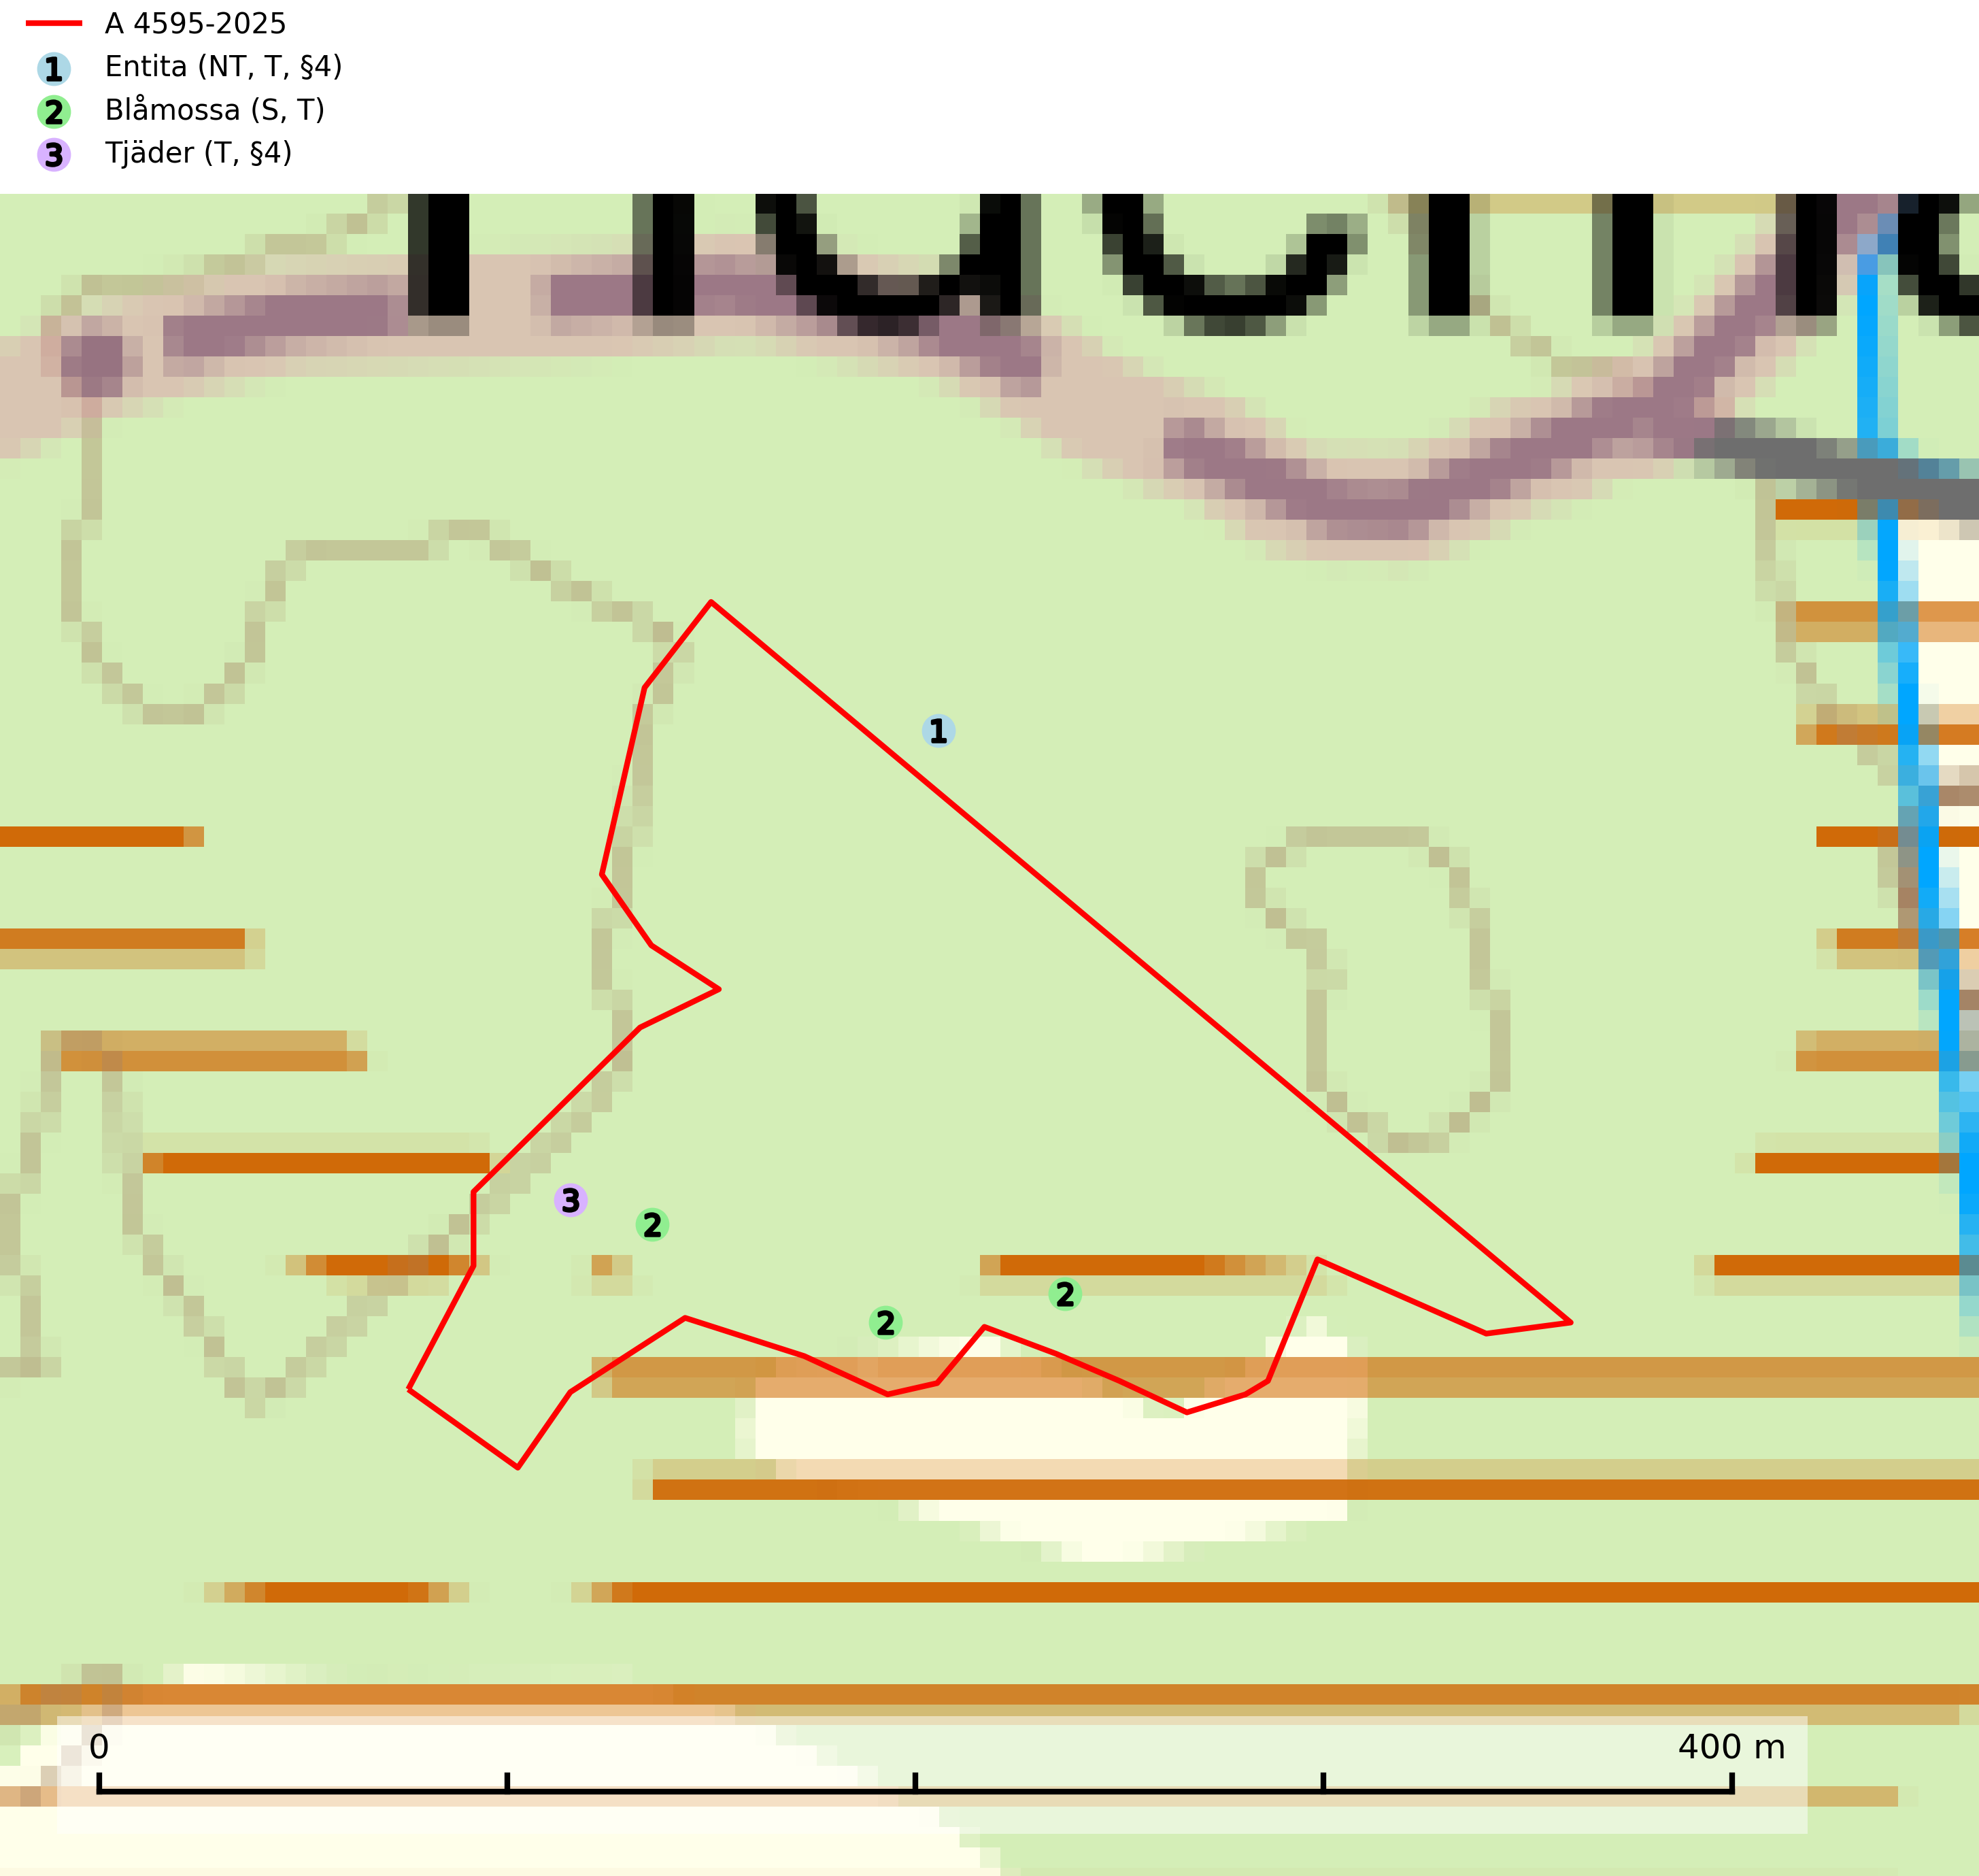 A 4595-2025
1 Entita (NT, T, §4)
2 Blåmossa (S, T)
3 Tjäder (T, §4)
1
3
2
2
2
0 400 m